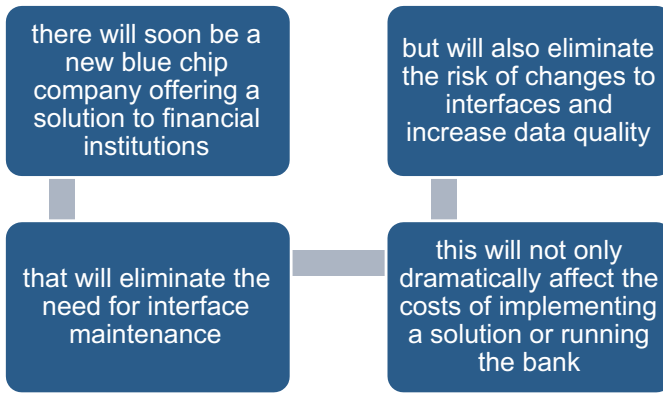 there will soon be a
new blue chip
company offering a
solution to financial
institutions
that will eliminate the
need for interface
maintenance
this will not only
dramatically affect the
costs of implementing
a solution or running
the bank
but will also eliminate
the risk of changes to
interfaces and
increase data quality